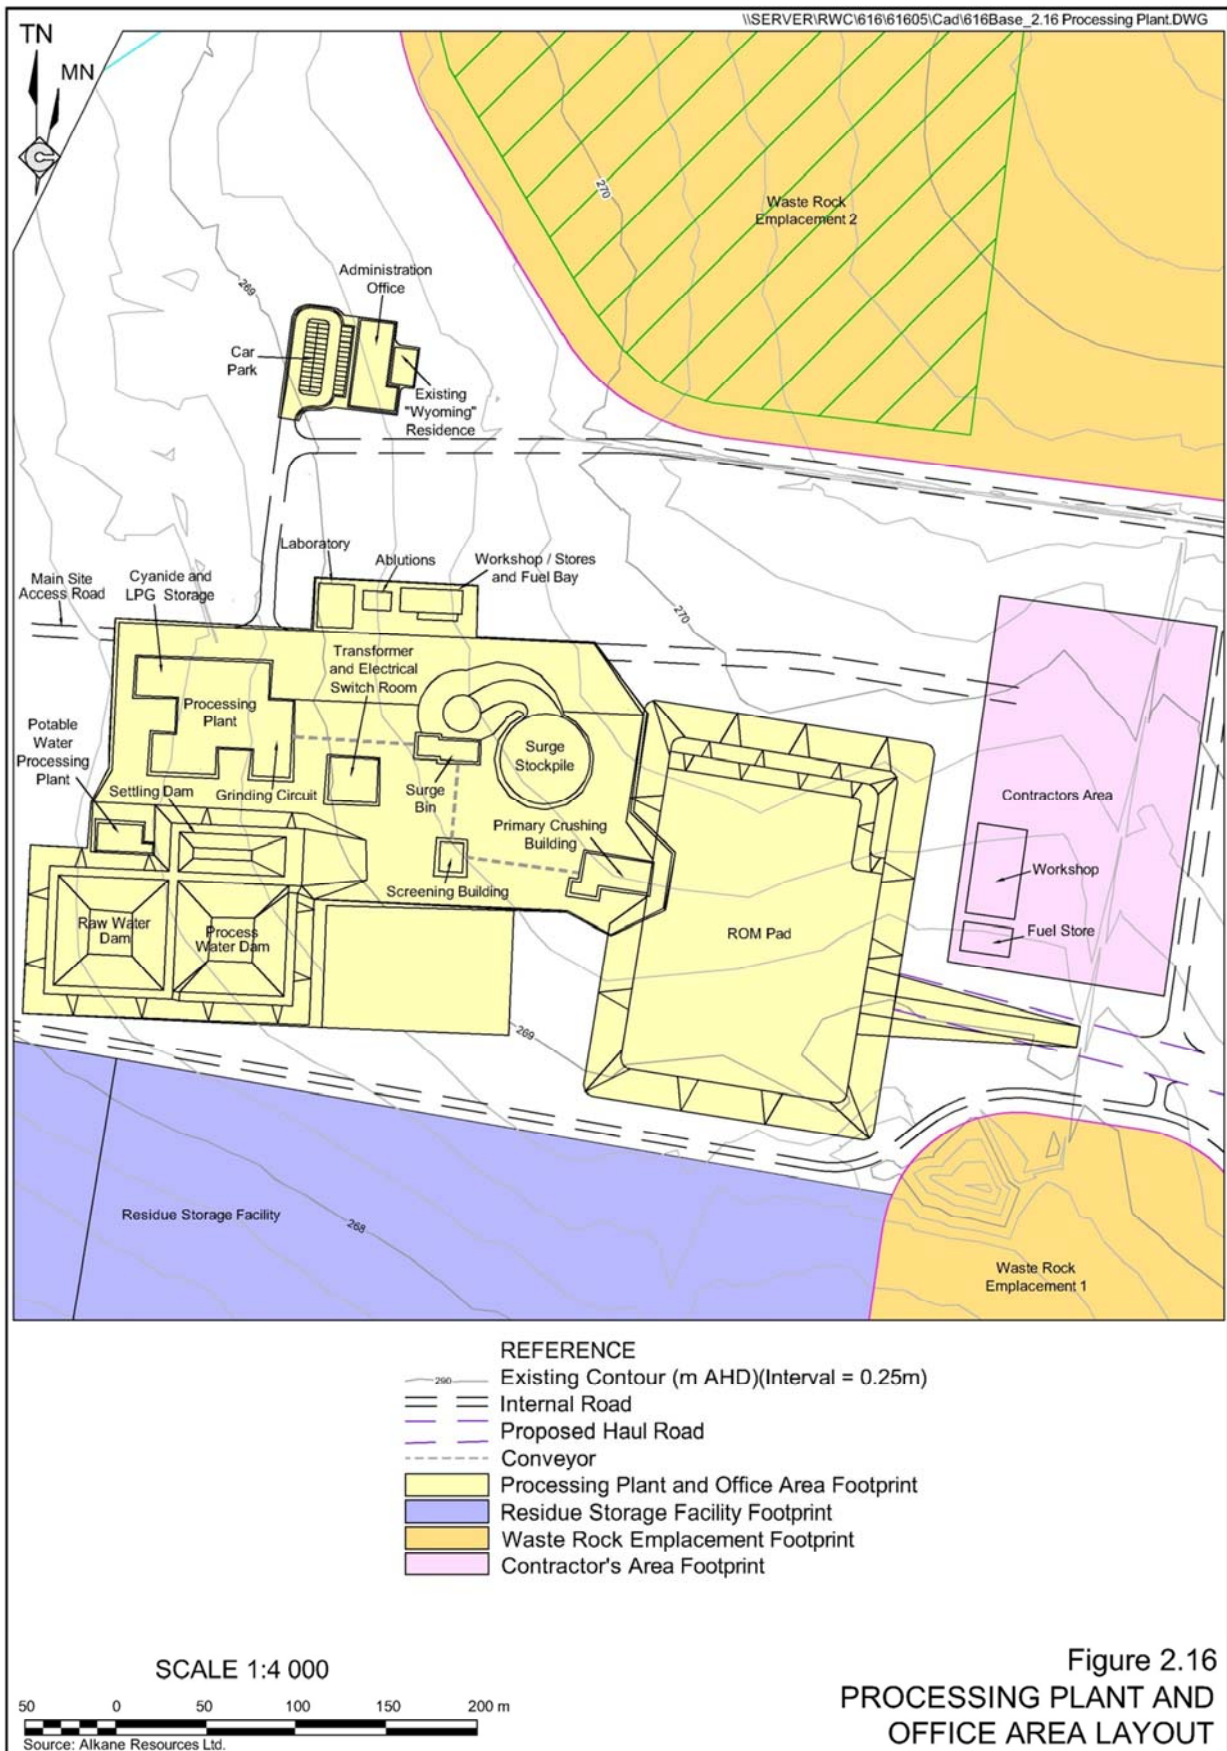 \\SERVER\RWC\616\61605\Cad\616Base_2.16 Processing Plant.DWG
TN
MN
270
Waste Rock
Emplacement 2
269
Administration
Office
Car
Park
Existing
"Wyoming"
Residence
Laboratory
Ablutions
Workshop / Stores
and Fuel Bay
Main Site
Access Road
Cyanide and
LPG Storage
270
Transformer
and Electrical
Switch Room
Processing
Plant
Potable
Water
Processing
Plant
Surge
Stockpile
Settling Dam
Grinding Circuit
Surge
Bin
Contractors Area
Primary Crushing
Building
Workshop
Screening Building
Raw Water
Dam
Process
Water Dam
ROM Pad
Fuel Store
269
Residue Storage Facility
268
Waste Rock
Emplacement 1
REFERENCE
290
Existing Contour (m AHD)(Interval = 0.25m)
Internal Road
Proposed Haul Road
Conveyor
Processing Plant and Office Area Footprint
Residue Storage Facility Footprint
Waste Rock Emplacement Footprint
Contractor's Area Footprint
SCALE 1:4 000
50 0 50 100 150 200 m
Source: Alkane Resources Ltd.
Figure 2.16
PROCESSING PLANT AND
OFFICE AREA LAYOUT